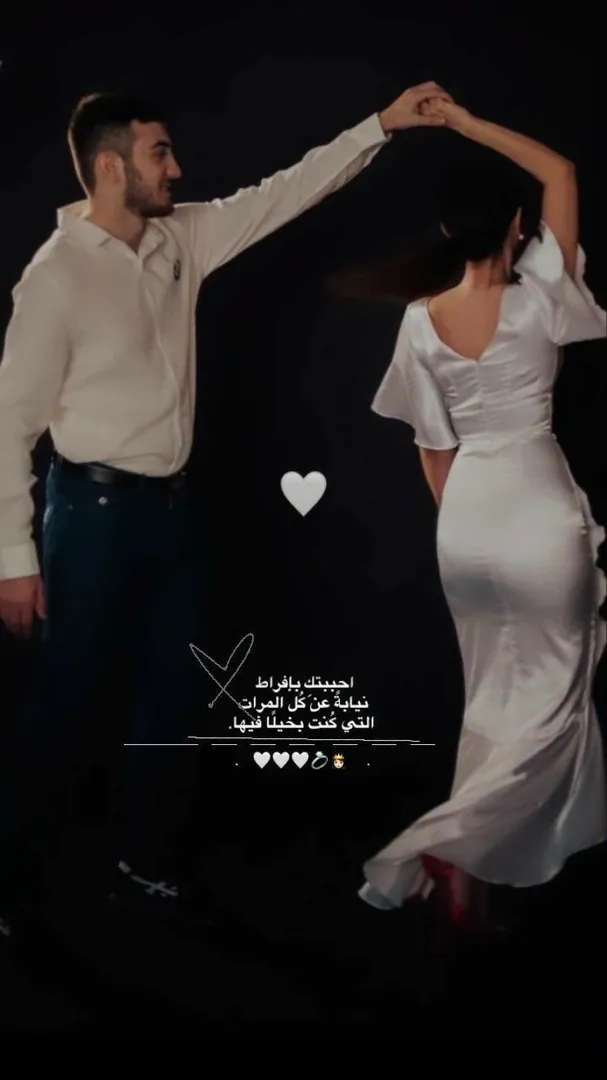 احببتك بإفراط
نيابةً عن كُل المرات
التي كُنت بخيلًا فيها.